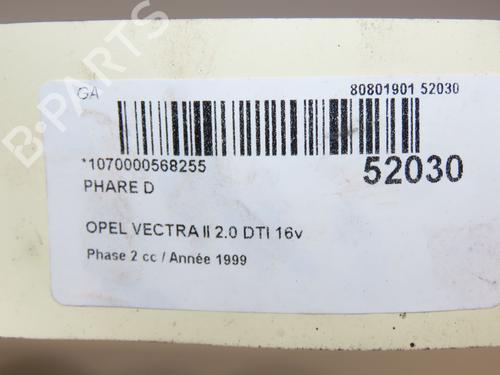 GA 80801901 52030
*1070000568255 52030
PHARE D
OPEL VECTRA II 2.0 DTI 16v
Phase 2 cc / Année 1999
B-PARTS